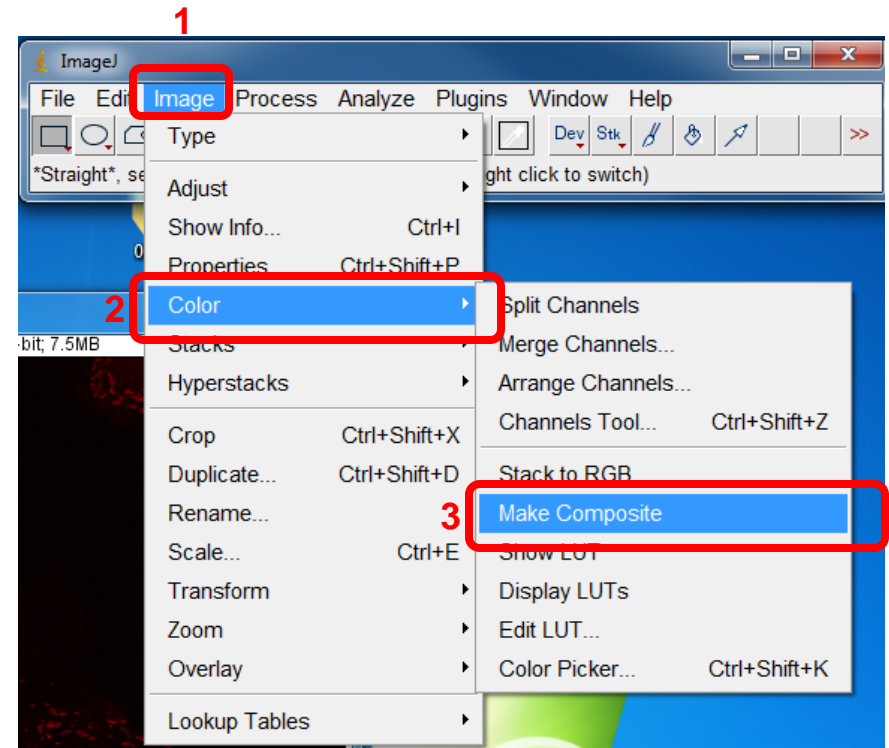 1
ImageJ
File Edit Image Process Analyze Plugins Window Help
Dev Stk >>
*Straight*, se
ght click to switch)
0
-bit; 7.5MB
Type
Adjust
Show Info... Ctrl+I
Properties Ctrl+Shift+P
2 Color
Stacks
Hyperstacks
Crop Ctrl+Shift+X
Duplicate... Ctrl+Shift+D
Rename...
Scale... Ctrl+E
Transform
Zoom
Overlay
Lookup Tables
Split Channels
Merge Channels...
Arrange Channels...
Channels Tool... Ctrl+Shift+Z
Stack to RGB
3 Make Composite
Show LUT
Display LUTs
Edit LUT...
Color Picker... Ctrl+Shift+K